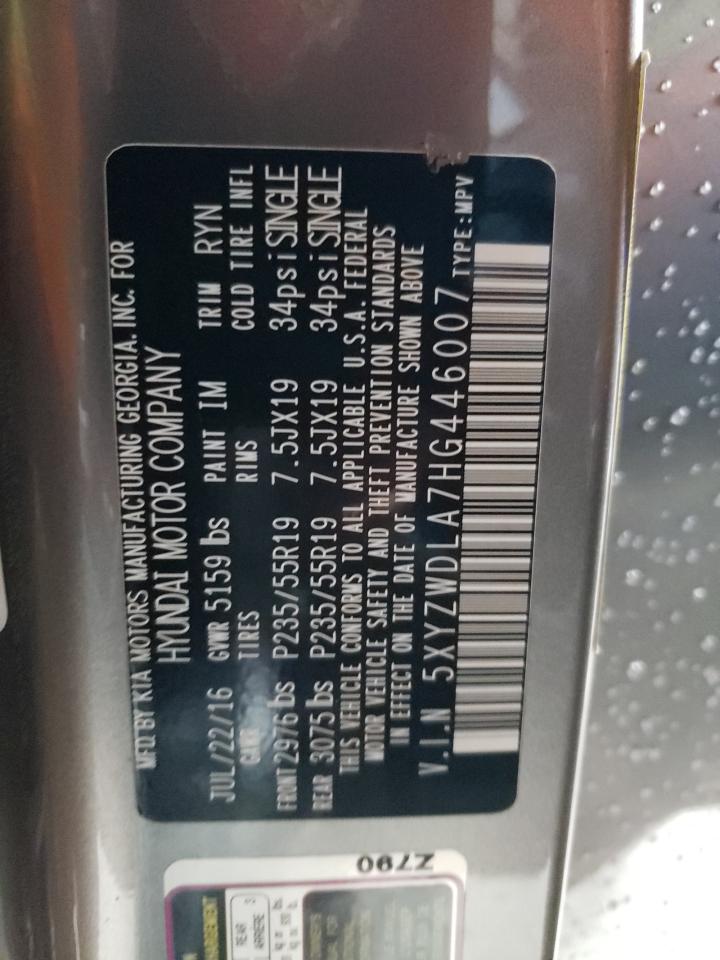 MFD BY KIA MOTORS MANUFACTURING GEORGIA. INC. FOR
HYUNDAI MOTOR COMPANY
JUL/22/16 GVWR 5159 lbs PAINT IM TRIM RYN
TIRES RIMS COLD TIRE INFL
FRONT 2976 lbs P235/55R19 7.5JX19 34psi SINGLE
REAR 3075 lbs P235/55R19 7.5JX19 34psi SINGLE
THIS VEHICLE CONFORMS TO ALL APPLICABLE U.S.A. FEDERAL
MOTOR VEHICLE SAFETY AND THEFT PREVENTION STANDARDS
IN EFFECT ON THE DATE OF MANUFACTURE SHOWN ABOVE
V.I.N 5XYZWDLA7HG446007 TYPE:MPV
Z790
REAR 3
ARRIÈRE